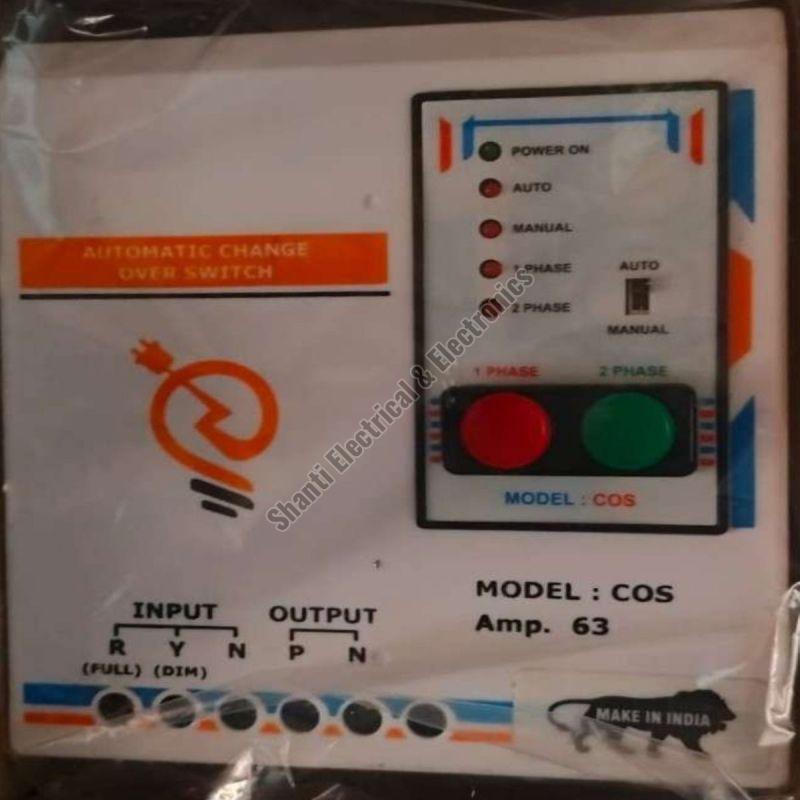 AUTOMATIC CHANGE
OVER SWITCH
POWER ON
AUTO
MANUAL
1 PHASE
2 PHASE
AUTO
MANUAL
1 PHASE
2 PHASE
MODEL : COS
Shanti Electrical & Electronics
MODEL : COS
Amp. 63
INPUT
OUTPUT
R Y N P N
(FULL) (DIM)
MAKE IN INDIA